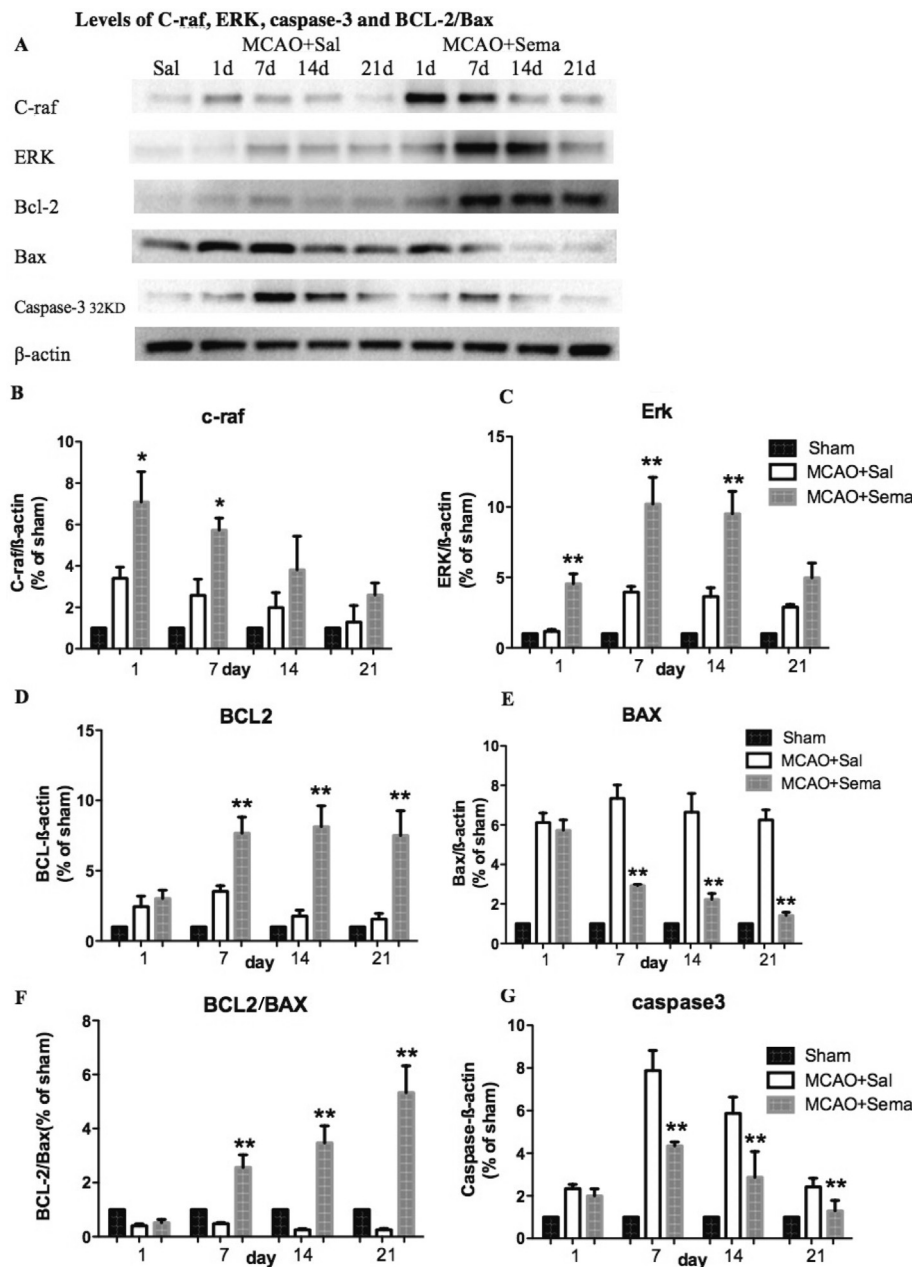 Levels of C-raf, ERK, caspase-3 and BCL-2/Bax
A
MCAO+Sal MCAO+Sema
Sal 1d 7d 14d 21d 1d 7d 14d 21d
C-raf
ERK
Bcl-2
Bax
Caspase-3 32KD
β-actin
B
c-raf
C-raf/ß-actin
(% of sham)
10
8
6
4
2
0
* *
1 7 day 14 21
C
Erk
ERK/ß-actin
(% of sham)
15
10
5
0
** ** **
1 7 day 14 21
Sham
MCAO+Sal
MCAO+Sema
D
BCL2
BCL-ß-actin
(% of sham)
15
10
5
0
** ** **
1 7 day 14 21
E
BAX
Bax/ß-actin
(% of sham)
10
8
6
4
2
0
** ** **
1 7 day 14 21
Sham
MCAO+Sal
MCAO+Sema
F
BCL2/BAX
BCL-2/Bax(% of sham)
8
6
4
2
0
** ** **
1 7 day 14 21
G
caspase3
Caspase-ß-actin
(% of sham)
10
8
6
4
2
0
** ** **
1 7 day 14 21
Sham
MCAO+Sal
MCAO+Sema